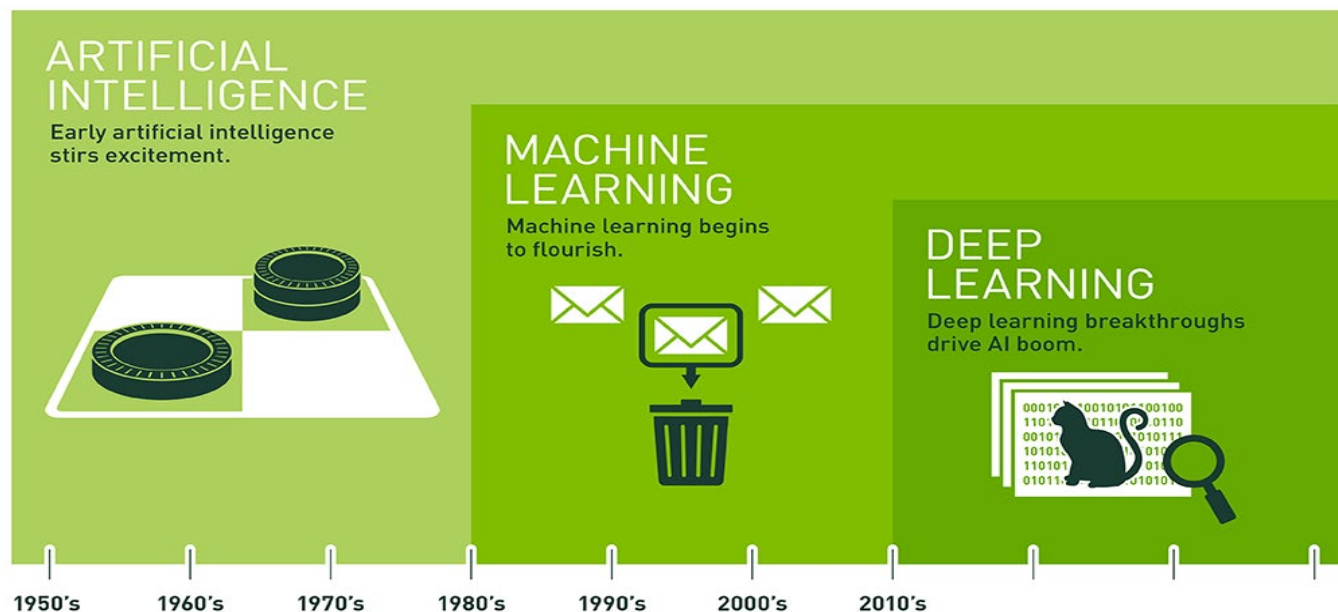 ARTIFICIAL
INTELLIGENCE
Early artificial intelligence
stirs excitement.
MACHINE
LEARNING
Machine learning begins
to flourish.
DEEP
LEARNING
Deep learning breakthroughs
drive AI boom.
1950's 1960's 1970's 1980's 1990's 2000's 2010's